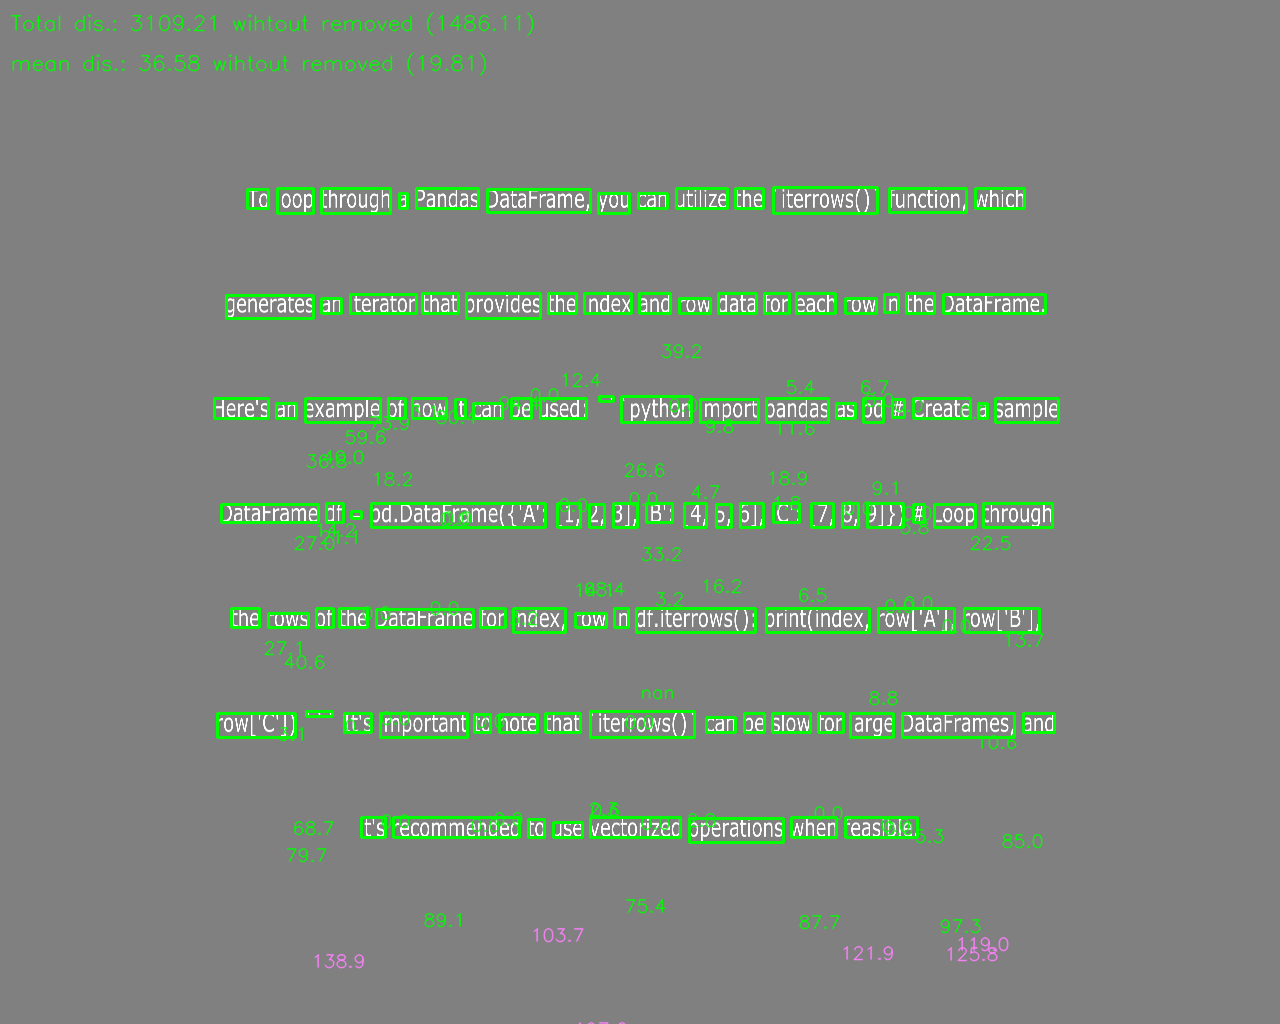 Total dis.: 3109.21 wihtout removed (1486.11)
mean dis.: 36.58 wihtout removed (19.81)
To loop through a Pandas DataFrame, you can utilize the `iterrows()` function, which
generates an iterator that provides the index and row data for each row in the DataFrame.
39.2
Here's an example of how it can be used: ```python import pandas as pd # Create a sample
12.4 5.4 6.7
59.6 9.8 11.6
18.2 26.6 4.7 18.9 9.1
DataFrame df = pd.DataFrame({'A': [1, 2, 3], 'B': [4, 5, 6], 'C': [7, 8, 9]}) # Loop through
22.5
33.2
16.2 3.2 6.5
the rows of the DataFrame for index, row in df.iterrows(): print(index, row['A'], row['B'],
27.1 13.7
40.6
nan 8.8
row['C']) ``` It's important to note that `iterrows()` can be slow for large DataFrames, and
10.6
it's recommended to use vectorized operations when feasible.
68.7 0.0 85.0
79.7
89.1 75.4 87.7 97.3
138.9 103.7 121.9 119.0
125.8